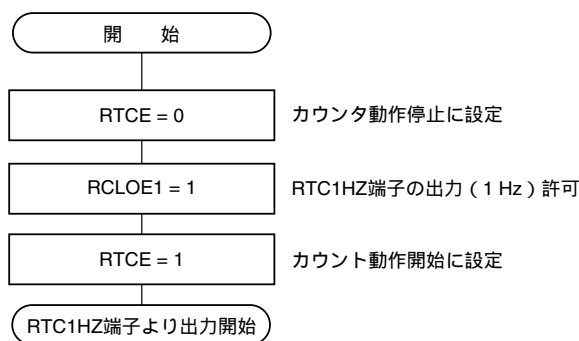 開　始
RTCE = 0　カウンタ動作停止に設定
RCLOE1 = 1　RTC1HZ端子の出力（1 Hz）許可
RTCE = 1　カウント動作開始に設定
RTC1HZ端子より出力開始